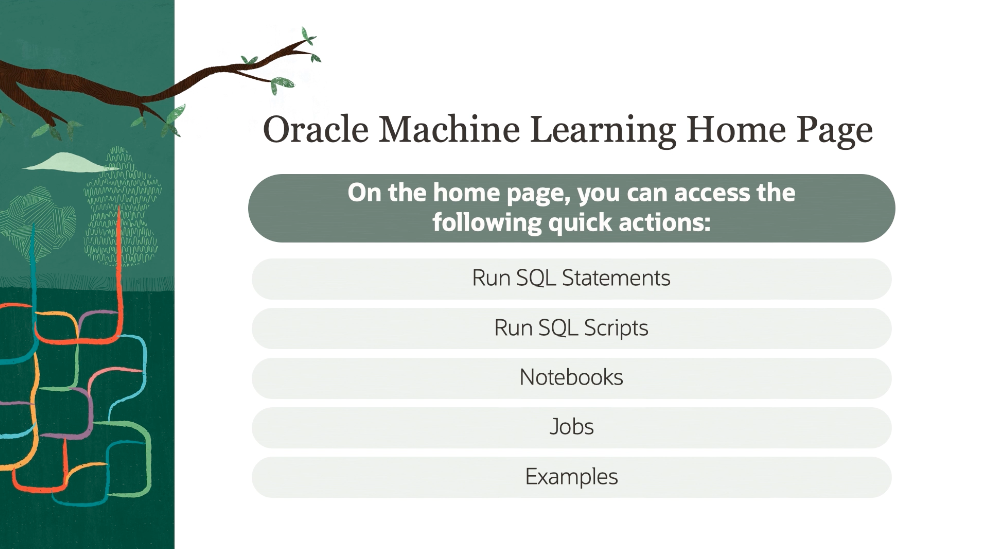 Oracle Machine Learning Home Page
On the home page, you can access the
following quick actions:
Run SQL Statements
Run SQL Scripts
Notebooks
Jobs
Examples